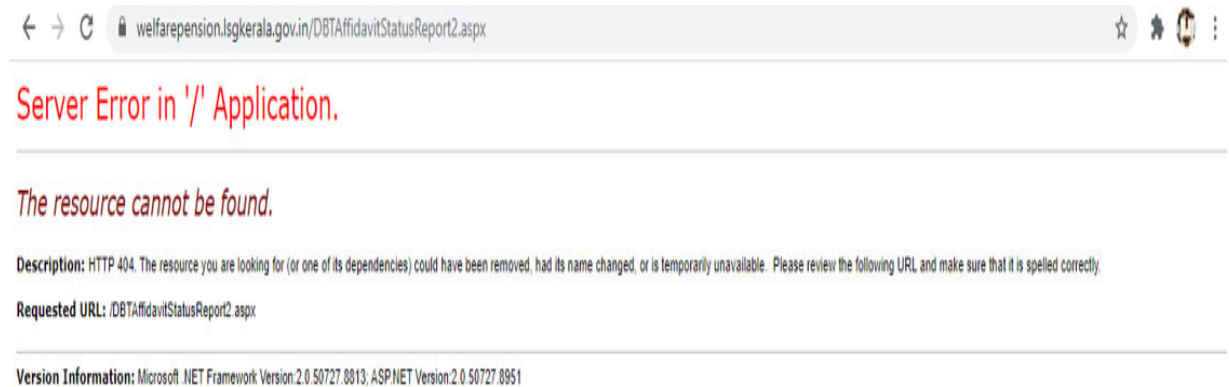 welfarepension.lsgkerala.gov.in/DBTAffidavitStatusReport2.aspx
Server Error in '/' Application.
The resource cannot be found.
Description: HTTP 404. The resource you are looking for (or one of its dependencies) could have been removed, had its name changed, or is temporarily unavailable.  Please review the following URL and make sure that it is spelled correctly.
Requested URL: /DBTAffidavitStatusReport2.aspx
Version Information: Microsoft .NET Framework Version:2.0.50727.8813; ASP.NET Version:2.0.50727.8951